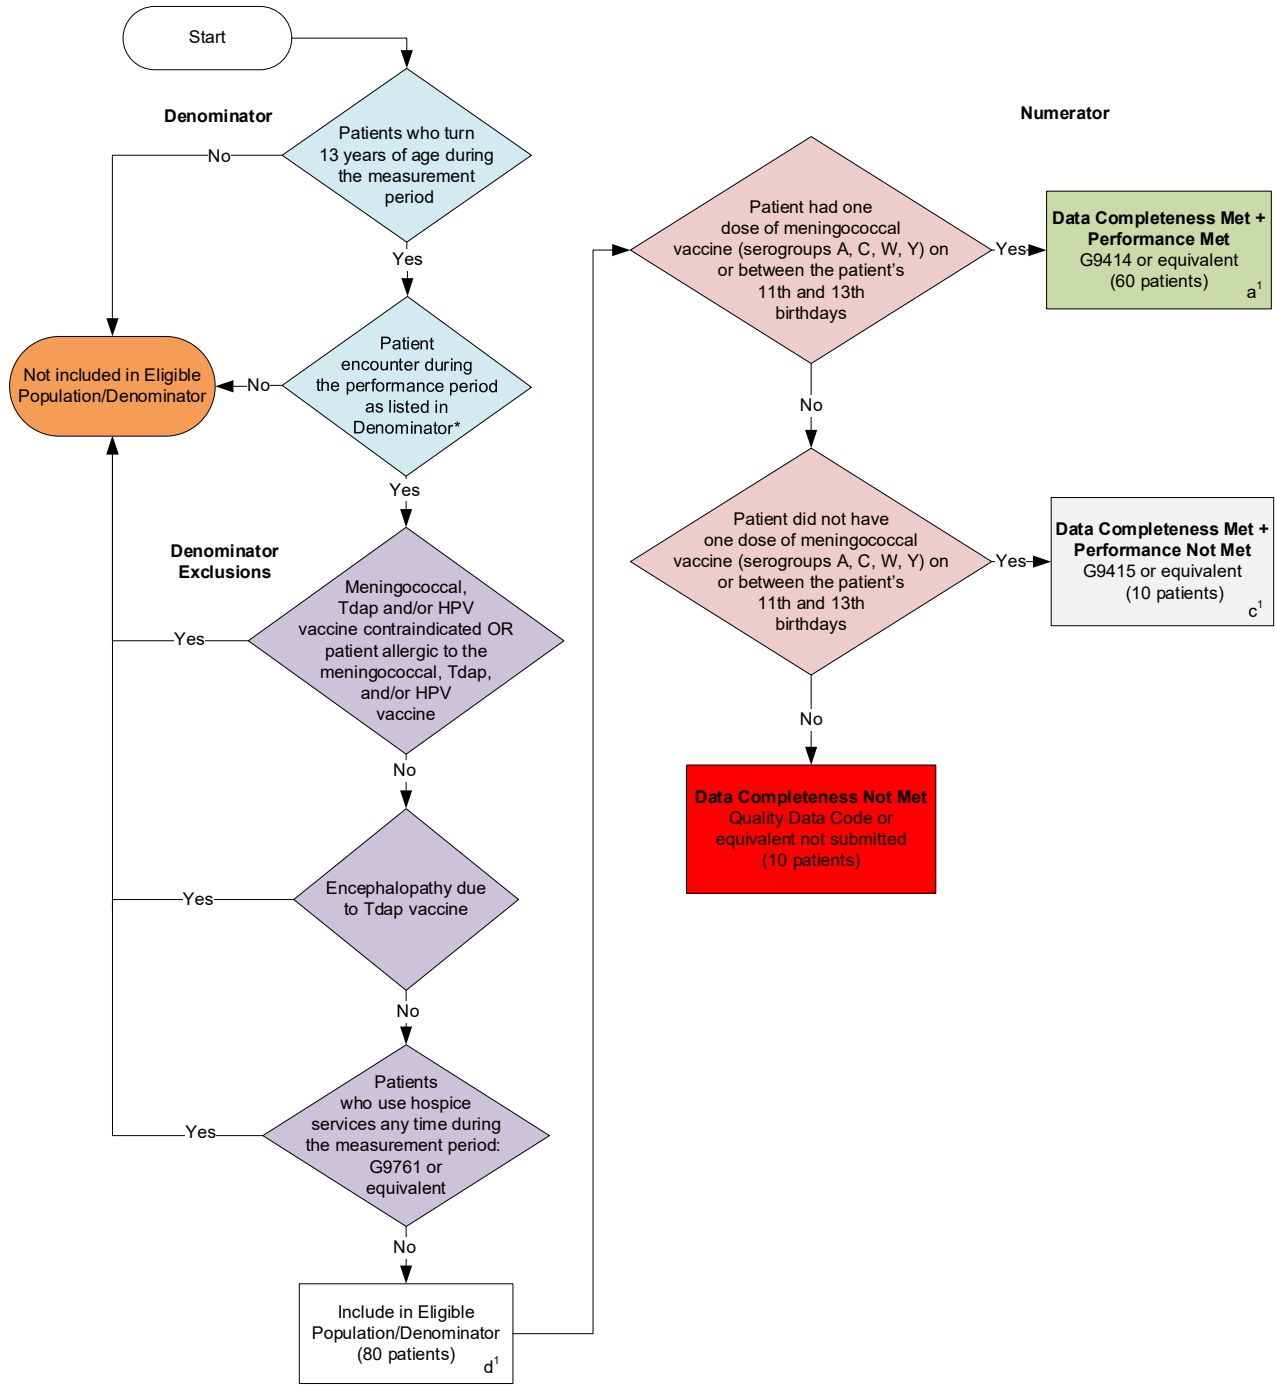 Start
Denominator
Patients who turn
13 years of age during
the measurement
period
No
Yes
Patient
encounter during
the performance period
as listed in
Denominator*
No
Not included in Eligible
Population/Denominator
Yes
Denominator
Exclusions
Meningococcal,
Tdap and/or HPV
vaccine contraindicated OR
patient allergic to the
meningococcal, Tdap,
and/or HPV
vaccine
Yes
No
Encephalopathy due
to Tdap vaccine
Yes
No
Patients
who use hospice
services any time during
the measurement period:
G9761 or
equivalent
Yes
No
Include in Eligible
Population/Denominator
(80 patients)
d¹
Numerator
Patient had one
dose of meningococcal
vaccine (serogroups A, C, W, Y) on
or between the patient’s
11th and 13th
birthdays
Yes
Data Completeness Met +
Performance Met
G9414 or equivalent
(60 patients)
a¹
No
Patient did not have
one dose of meningococcal
vaccine (serogroups A, C, W, Y) on
or between the patient’s
11th and 13th
birthdays
Yes
Data Completeness Met +
Performance Not Met
G9415 or equivalent
(10 patients)
c¹
No
Data Completeness Not Met
Quality Data Code or
equivalent not submitted
(10 patients)